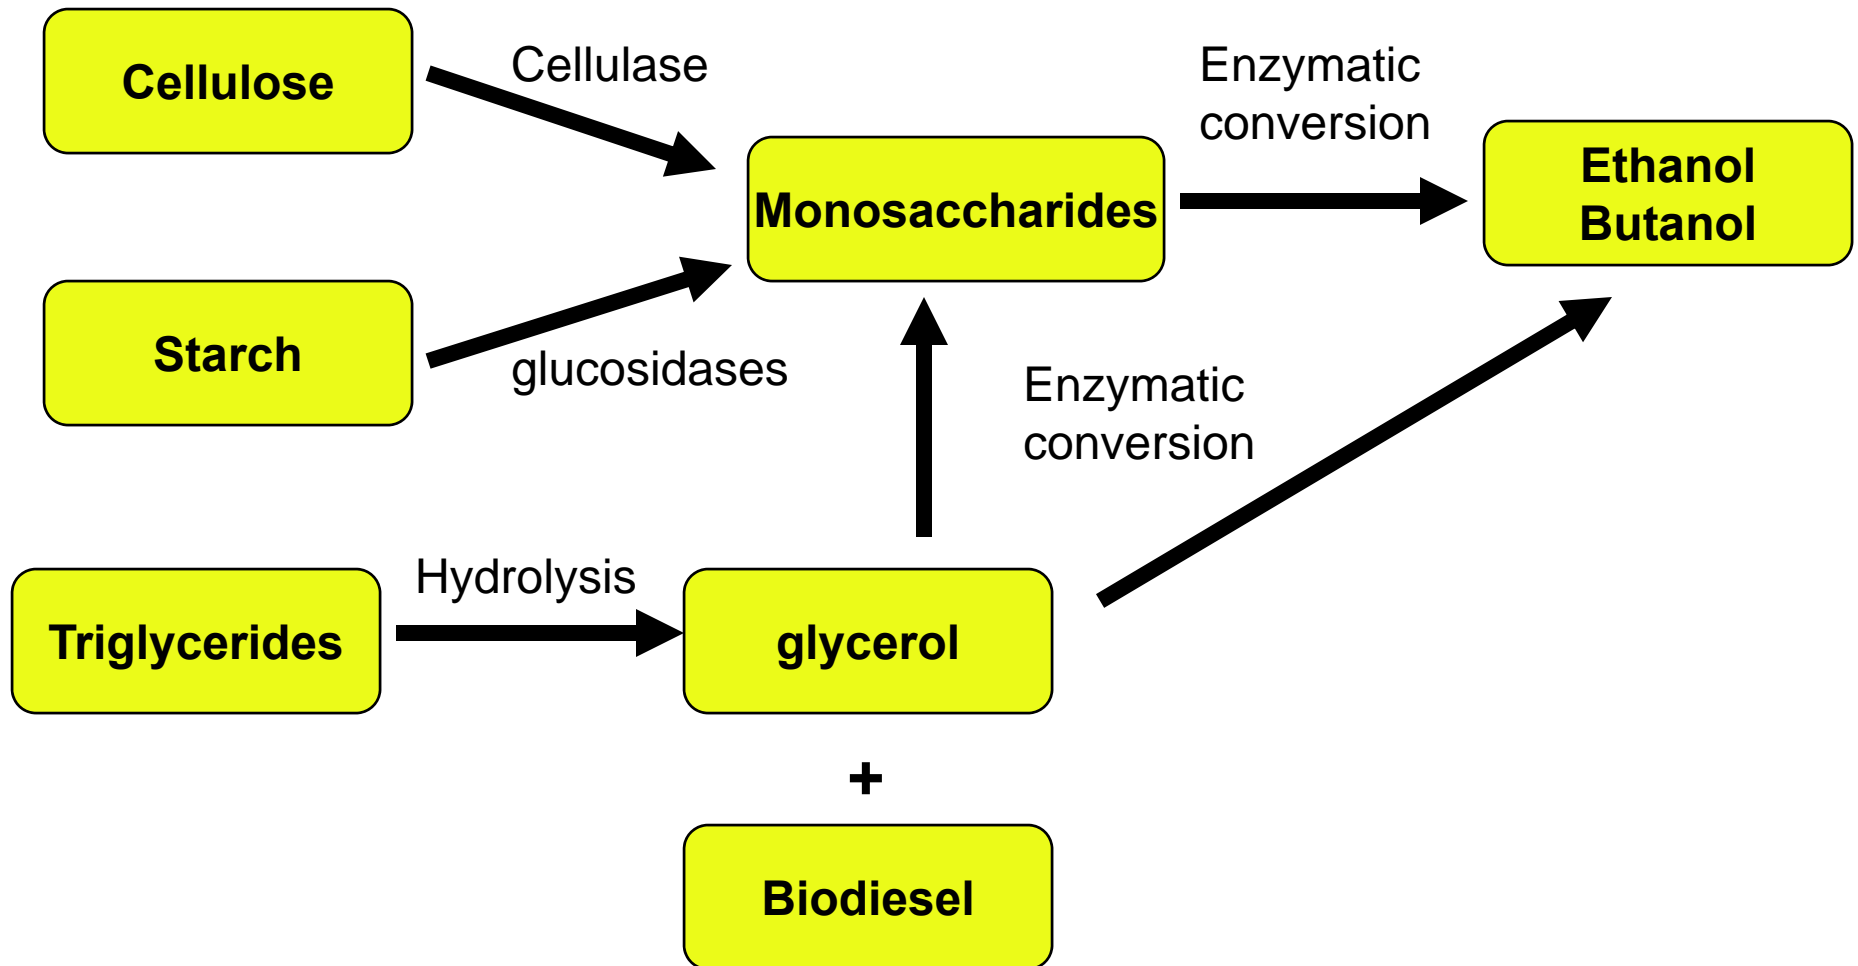 Cellulose
Cellulase
Enzymatic
conversion
Monosaccharides
Ethanol
Butanol
Starch
glucosidases
Enzymatic
conversion
Triglycerides
Hydrolysis
glycerol
+
Biodiesel